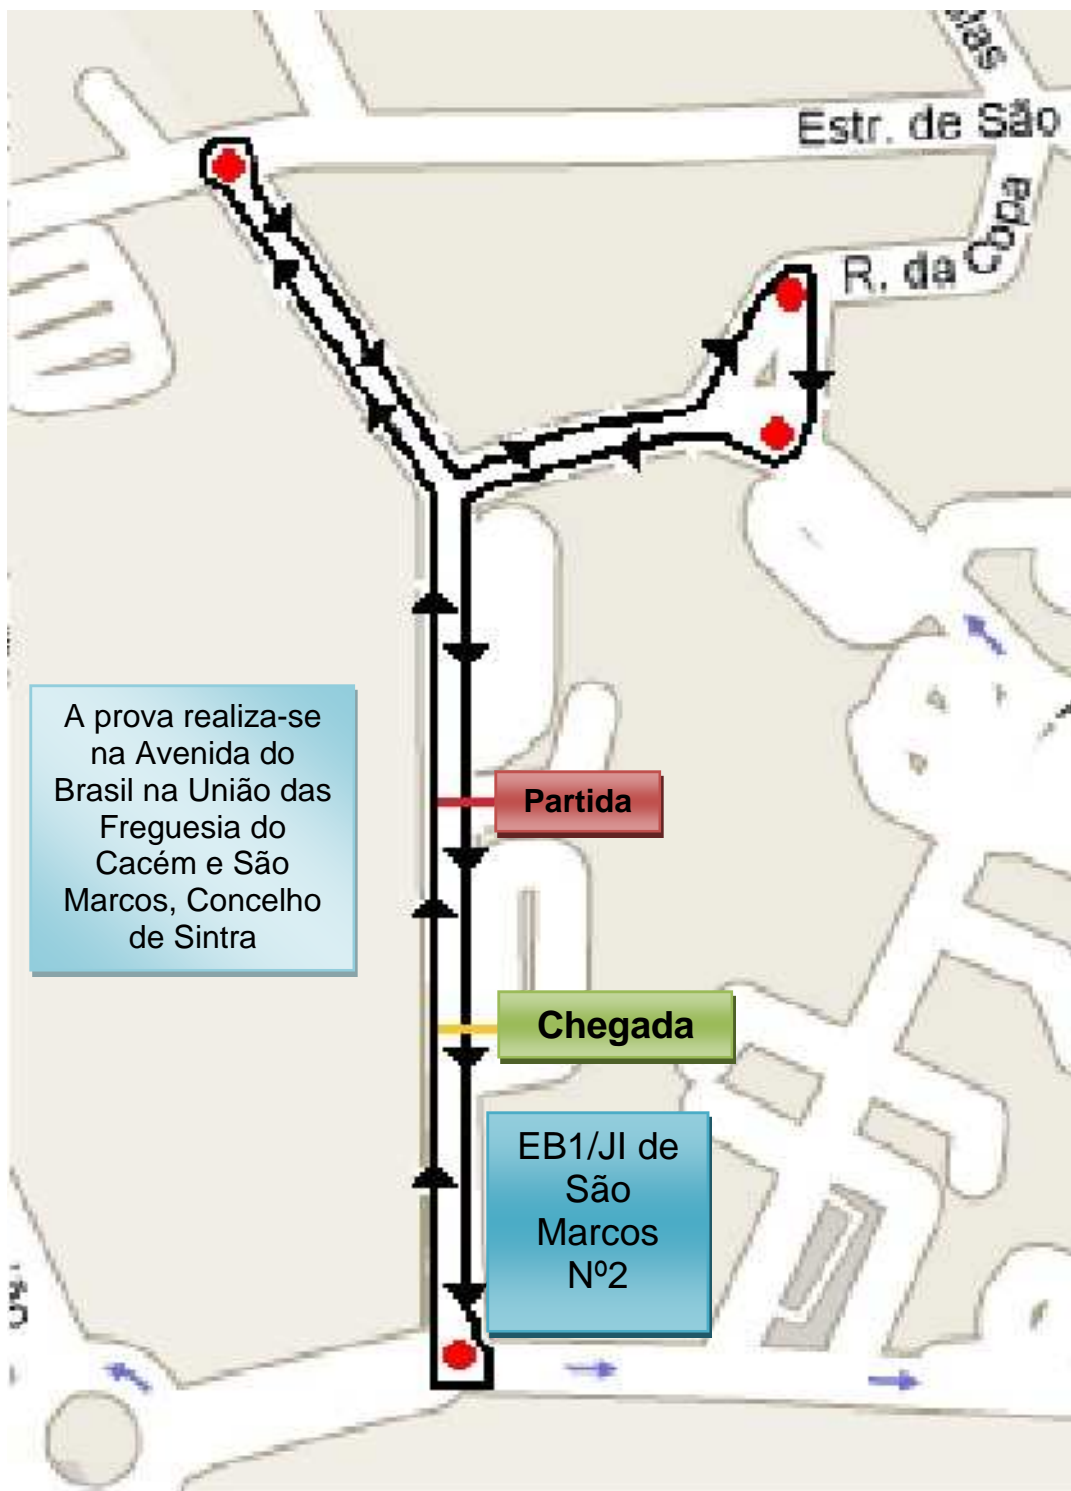 Estr. de São
R. da Copa
A prova realiza-se
na Avenida do
Brasil na União das
Freguesia do
Cacém e São
Marcos, Concelho
de Sintra
Partida
Chegada
EB1/JI de
São
Marcos
Nº2